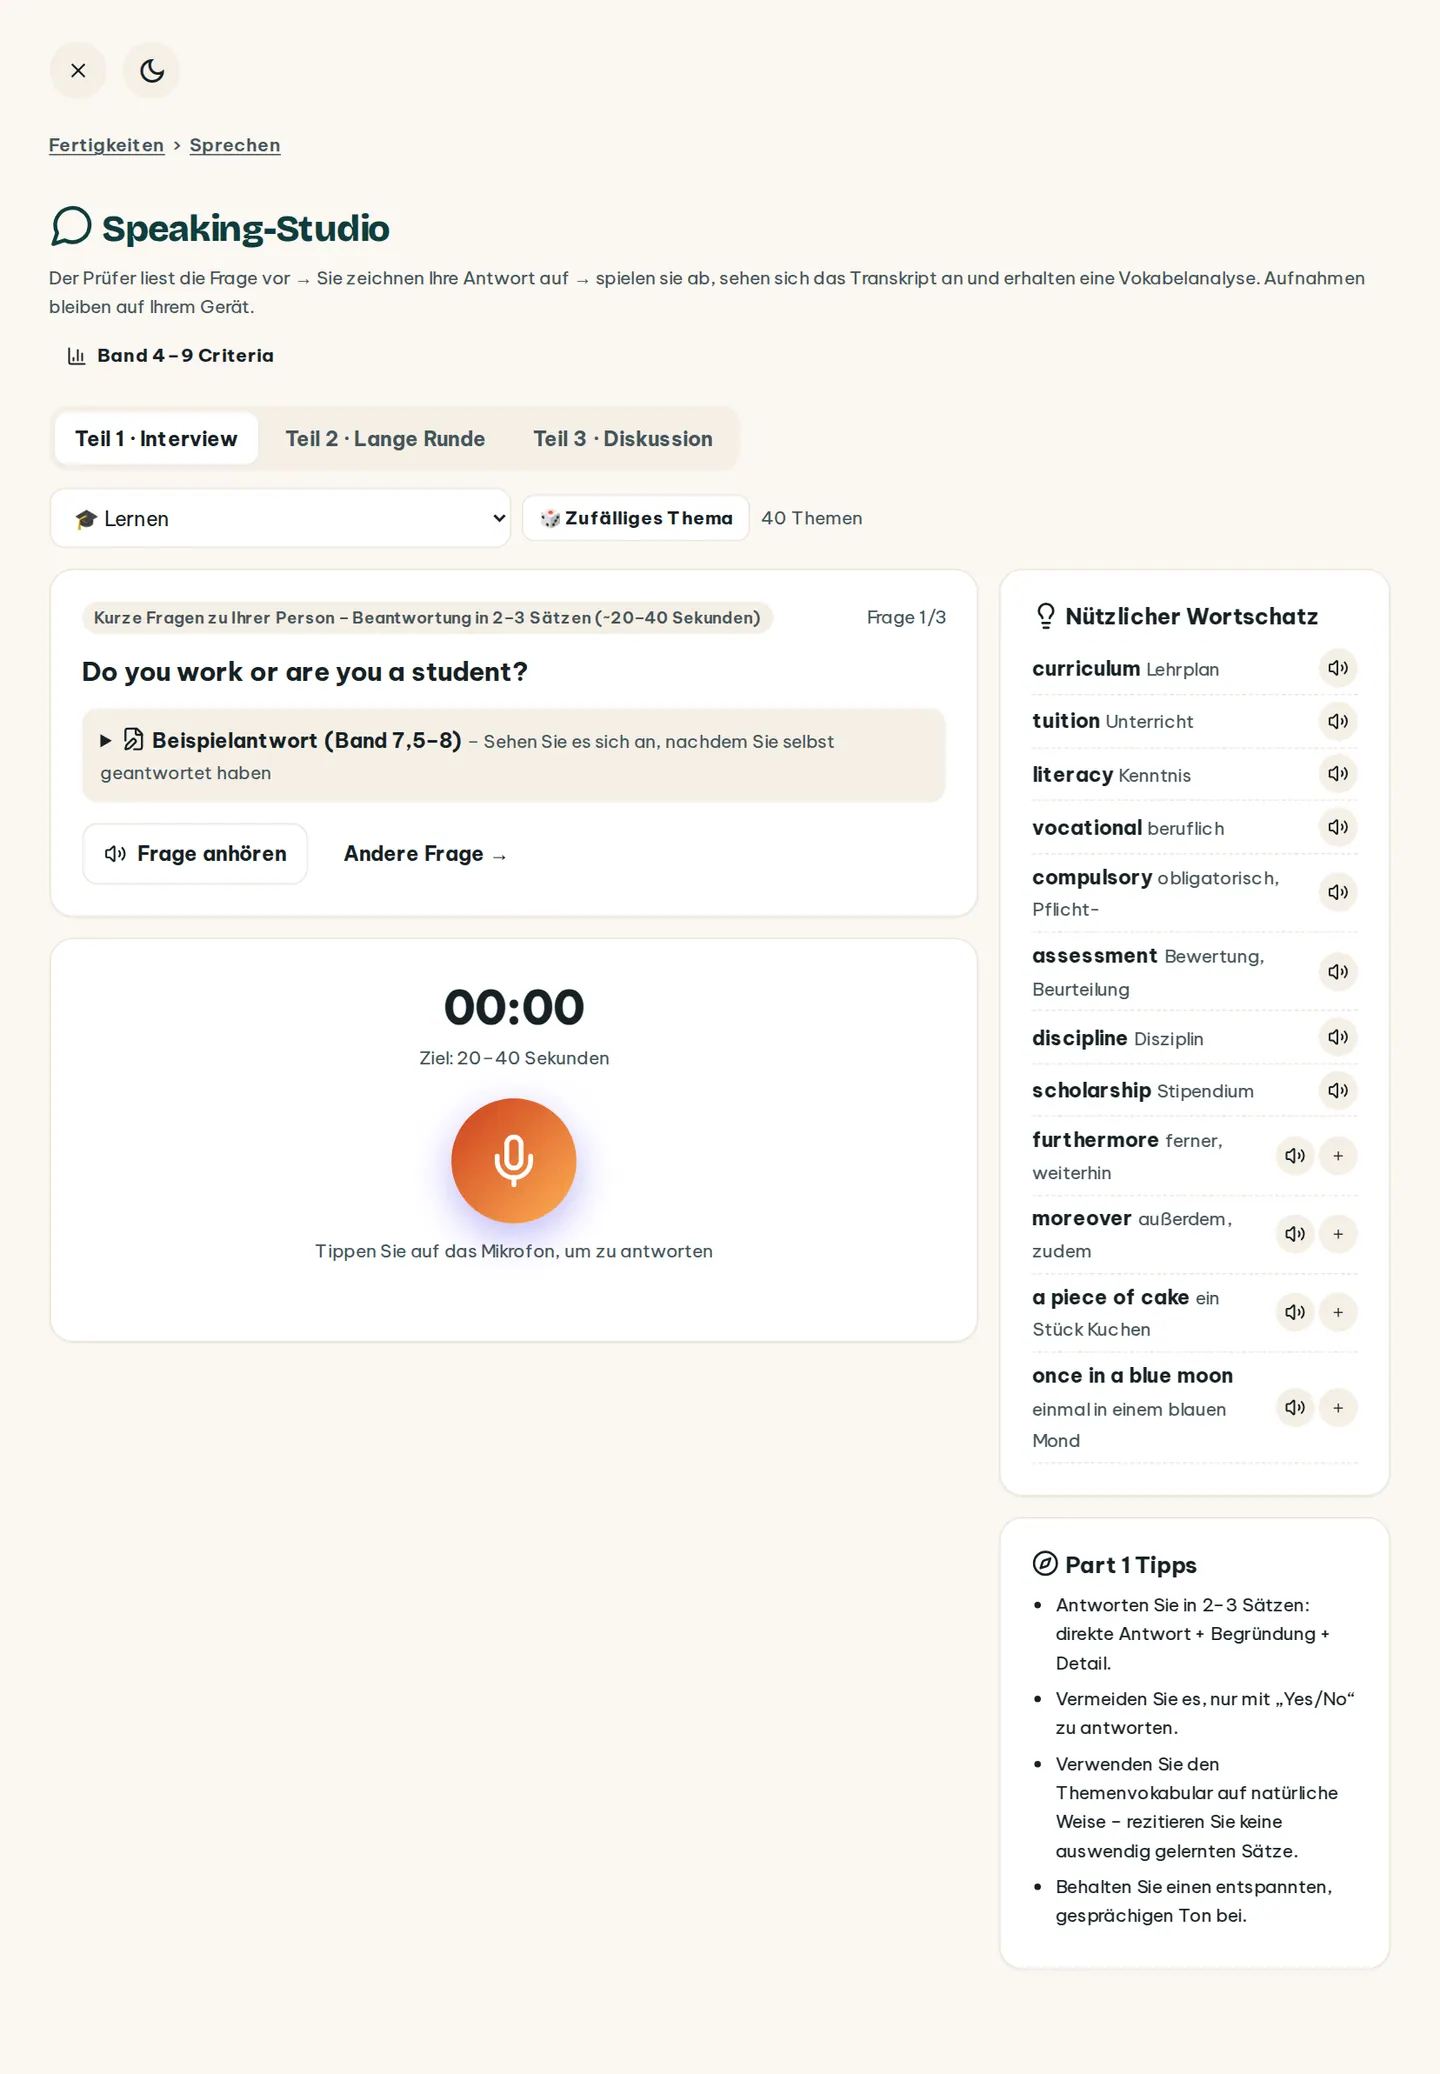 Fertigkeiten › Sprechen
Speaking-Studio
Der Prüfer liest die Frage vor → Sie zeichnen Ihre Antwort auf → spielen sie ab, sehen sich das Transkript an und erhalten eine Vokabelanalyse. Aufnahmen
bleiben auf Ihrem Gerät.
Band 4–9 Criteria
Teil 1 · Interview
Teil 2 · Lange Runde
Teil 3 · Diskussion
🎓 Lernen
🎲 Zufälliges Thema
40 Themen
Kurze Fragen zu Ihrer Person – Beantwortung in 2–3 Sätzen (~20–40 Sekunden)
Frage 1/3
Do you work or are you a student?
▶ Beispielantwort (Band 7,5–8) – Sehen Sie es sich an, nachdem Sie selbst
geantwortet haben
Frage anhören
Andere Frage →
00:00
Ziel: 20–40 Sekunden
Tippen Sie auf das Mikrofon, um zu antworten
Nützlicher Wortschatz
curriculum Lehrplan
tuition Unterricht
literacy Kenntnis
vocational beruflich
compulsory obligatorisch,
Pflicht-
assessment Bewertung,
Beurteilung
discipline Disziplin
scholarship Stipendium
furthermore ferner,
weiterhin
+
moreover außerdem,
zudem
+
a piece of cake ein
Stück Kuchen
+
once in a blue moon
einmal in einem blauen
Mond
+
Part 1 Tipps
• Antworten Sie in 2–3 Sätzen:
direkte Antwort + Begründung +
Detail.
• Vermeiden Sie es, nur mit „Yes/No“
zu antworten.
• Verwenden Sie den
Themenvokabular auf natürliche
Weise – rezitieren Sie keine
auswendig gelernten Sätze.
• Behalten Sie einen entspannten,
gesprächigen Ton bei.